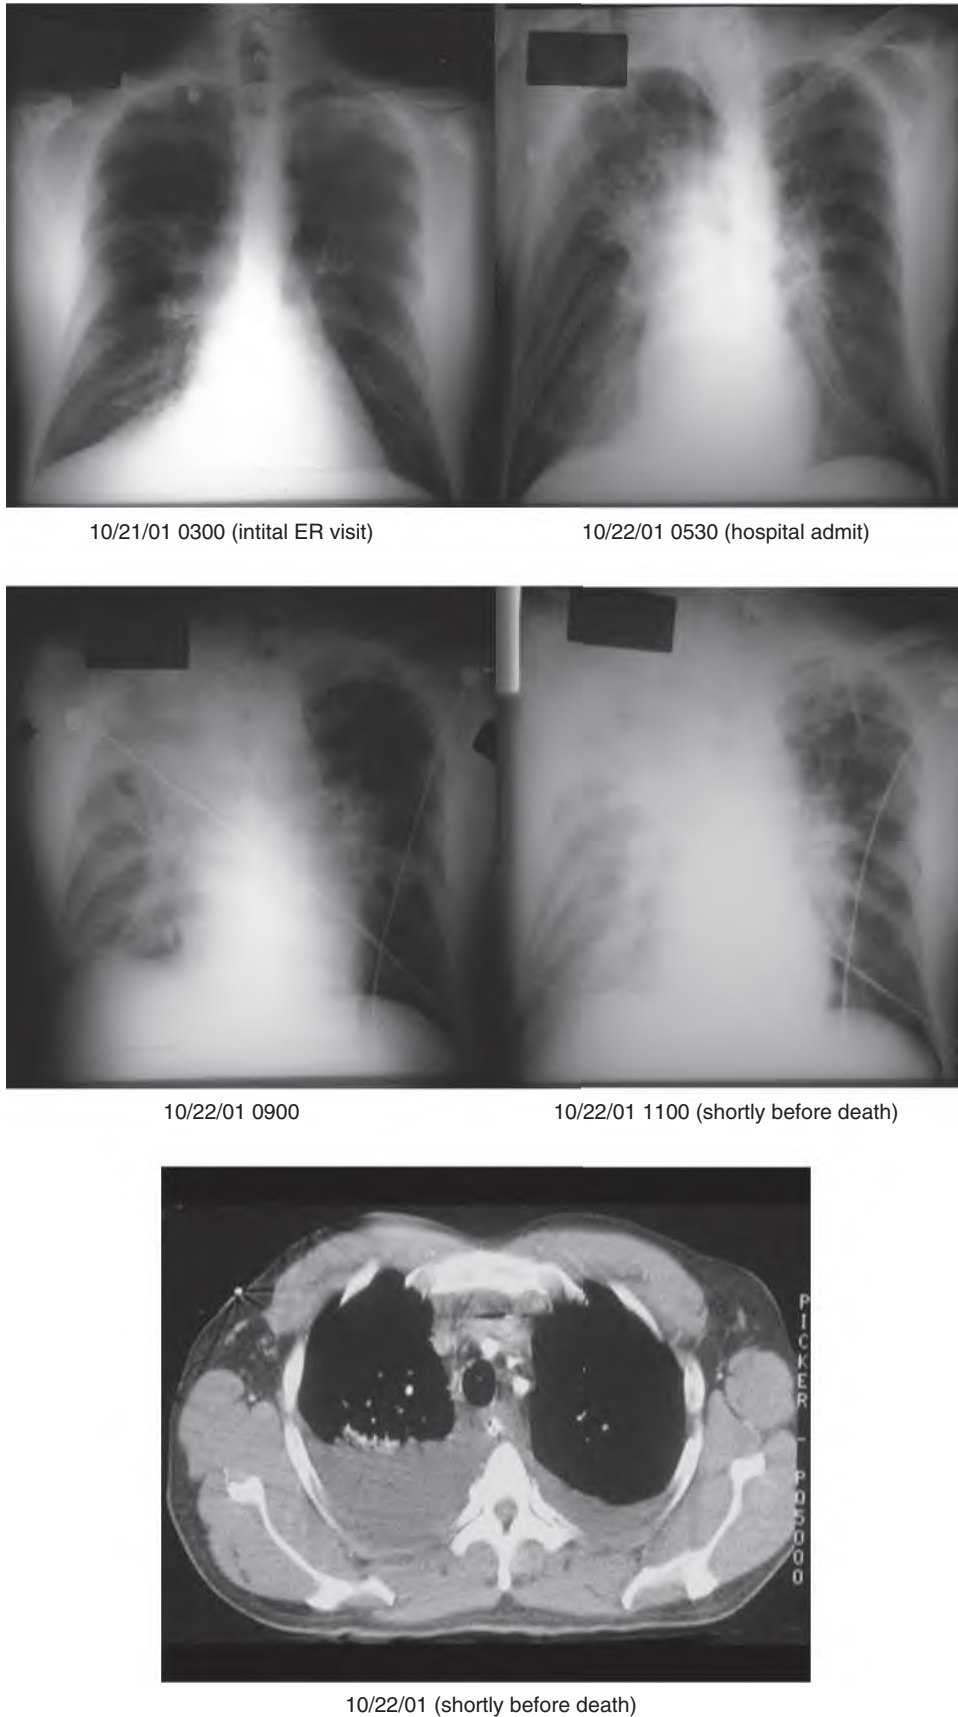 10/21/01 0300 (intital ER visit)
10/22/01 0530 (hospital admit)
10/22/01 0900
10/22/01 1100 (shortly before death)
PICKER - PQ5000
10/22/01 (shortly before death)